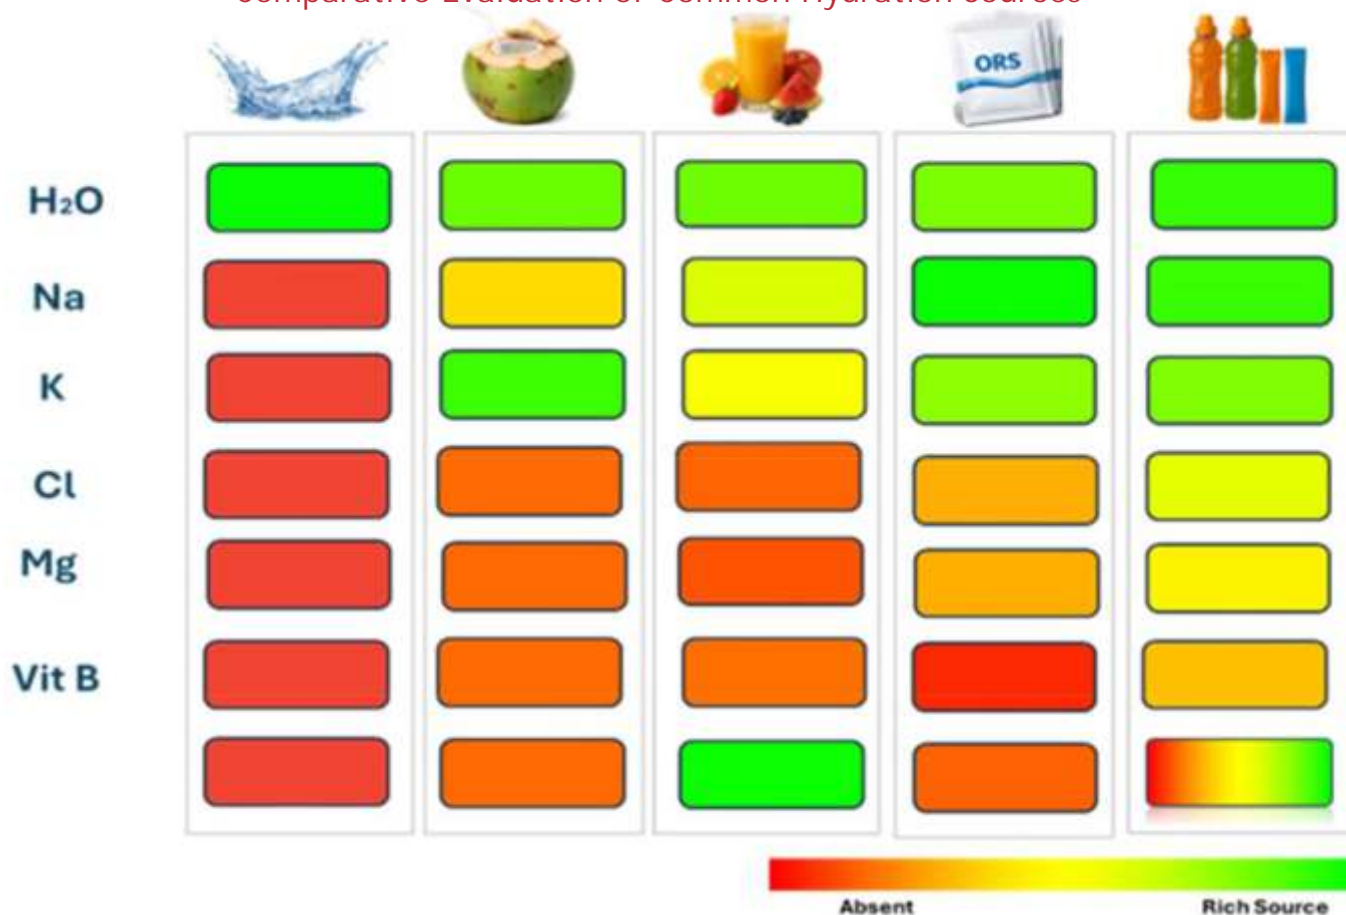 Comparative Evaluation of Common Hydration Sources
ORS
H₂O
Na
K
Cl
Mg
Vit B
Absent Rich Source